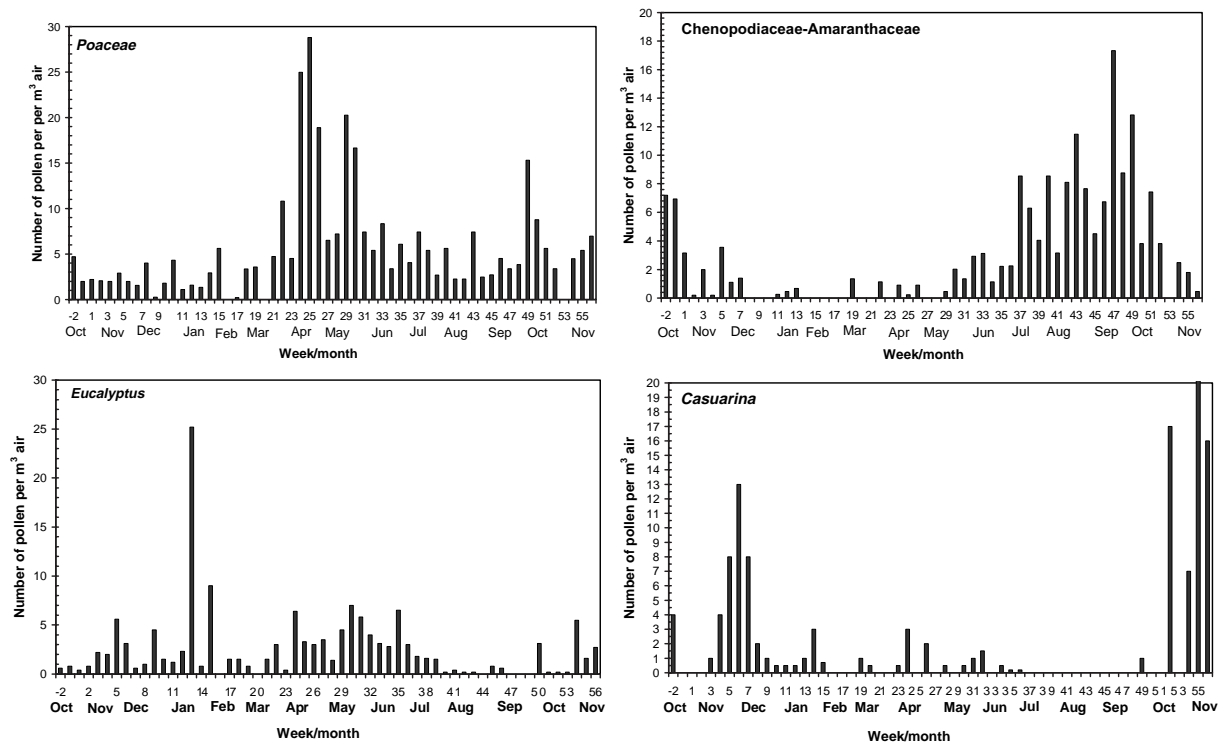 Poaceae
Number of pollen per per m³ air
30
25
20
15
10
5
0
-2 1 3 5 7 9 11 13 15 17 19 21 23 25 27 29 31 33 35 37 39 41 43 45 47 49 51 53 55
Oct Nov Dec Jan Feb Mar Apr May Jun Jul Aug Sep Oct Nov
Week/month
Chenopodiaceae-Amaranthaceae
Number of pollen per m³ air
20
18
16
14
12
10
8
6
4
2
0
-2 1 3 5 7 9 11 13 15 17 19 21 23 25 27 29 31 33 35 37 39 41 43 45 47 49 51 53 55
Oct Nov Dec Jan Feb Mar Apr May Jun Jul Aug Sep Oct Nov
Week/month
Eucalyptus
Number of pollen per m³ air
30
25
20
15
10
5
0
-2 2 5 8 11 14 17 20 23 26 29 32 35 38 41 44 47 50 53 56
Oct Nov Dec Jan Feb Mar Apr May Jun Jul Aug Sep Oct Nov
Week/month
Casuarina
Number of pollen per m³ air
20
19
18
17
16
15
14
13
12
11
10
9
8
7
6
5
4
3
2
1
0
-2 1 3 5 7 9 11 13 15 17 19 21 23 25 27 29 31 33 35 37 39 41 43 45 47 49 51 53 55
Oct Nov Dec Jan Feb Mar Apr May Jun Jul Aug Sep Oct Nov
Week/month